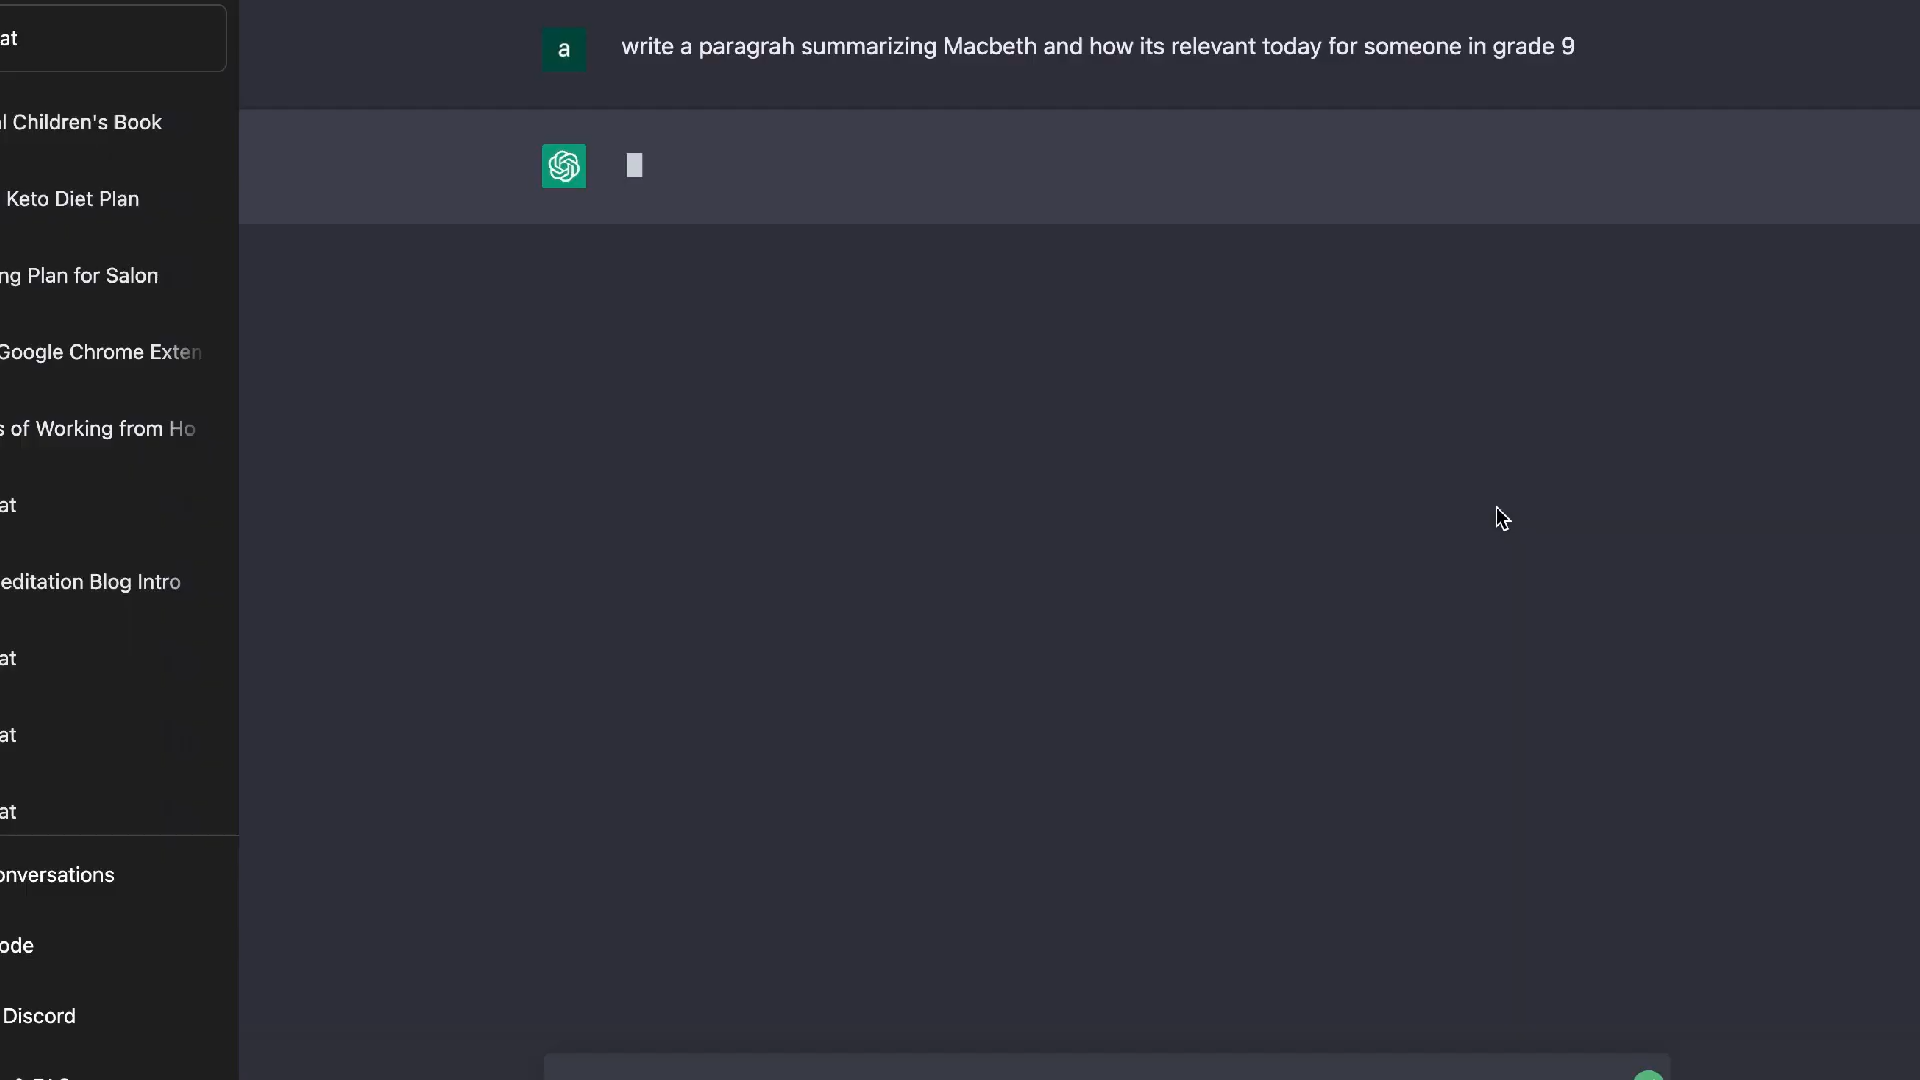 at
l Children's Book
Keto Diet Plan
ng Plan for Salon
Google Chrome Exten
s of Working from Ho
at
editation Blog Intro
at
at
at
onversations
ode
Discord
a
write a paragrah summarizing Macbeth and how its relevant today for someone in grade 9